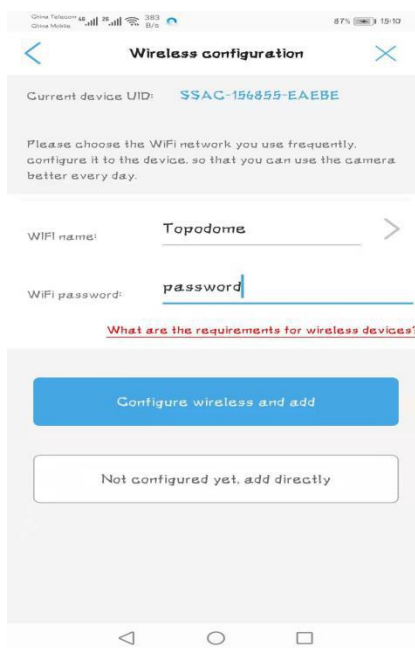 China Telecom 4G 2G 383 B/s 87% 15:10
China Mobile
Wireless configuration
Current device UID: SSAC-156855-EAEBE
Please choose the WiFi network you use frequently,
configure it to the device, so that you can use the camera
better every day.
WIFI name: Topodome
WiFi password: password
What are the requirements for wireless devices?
Configure wireless and add
Not configured yet, add directly